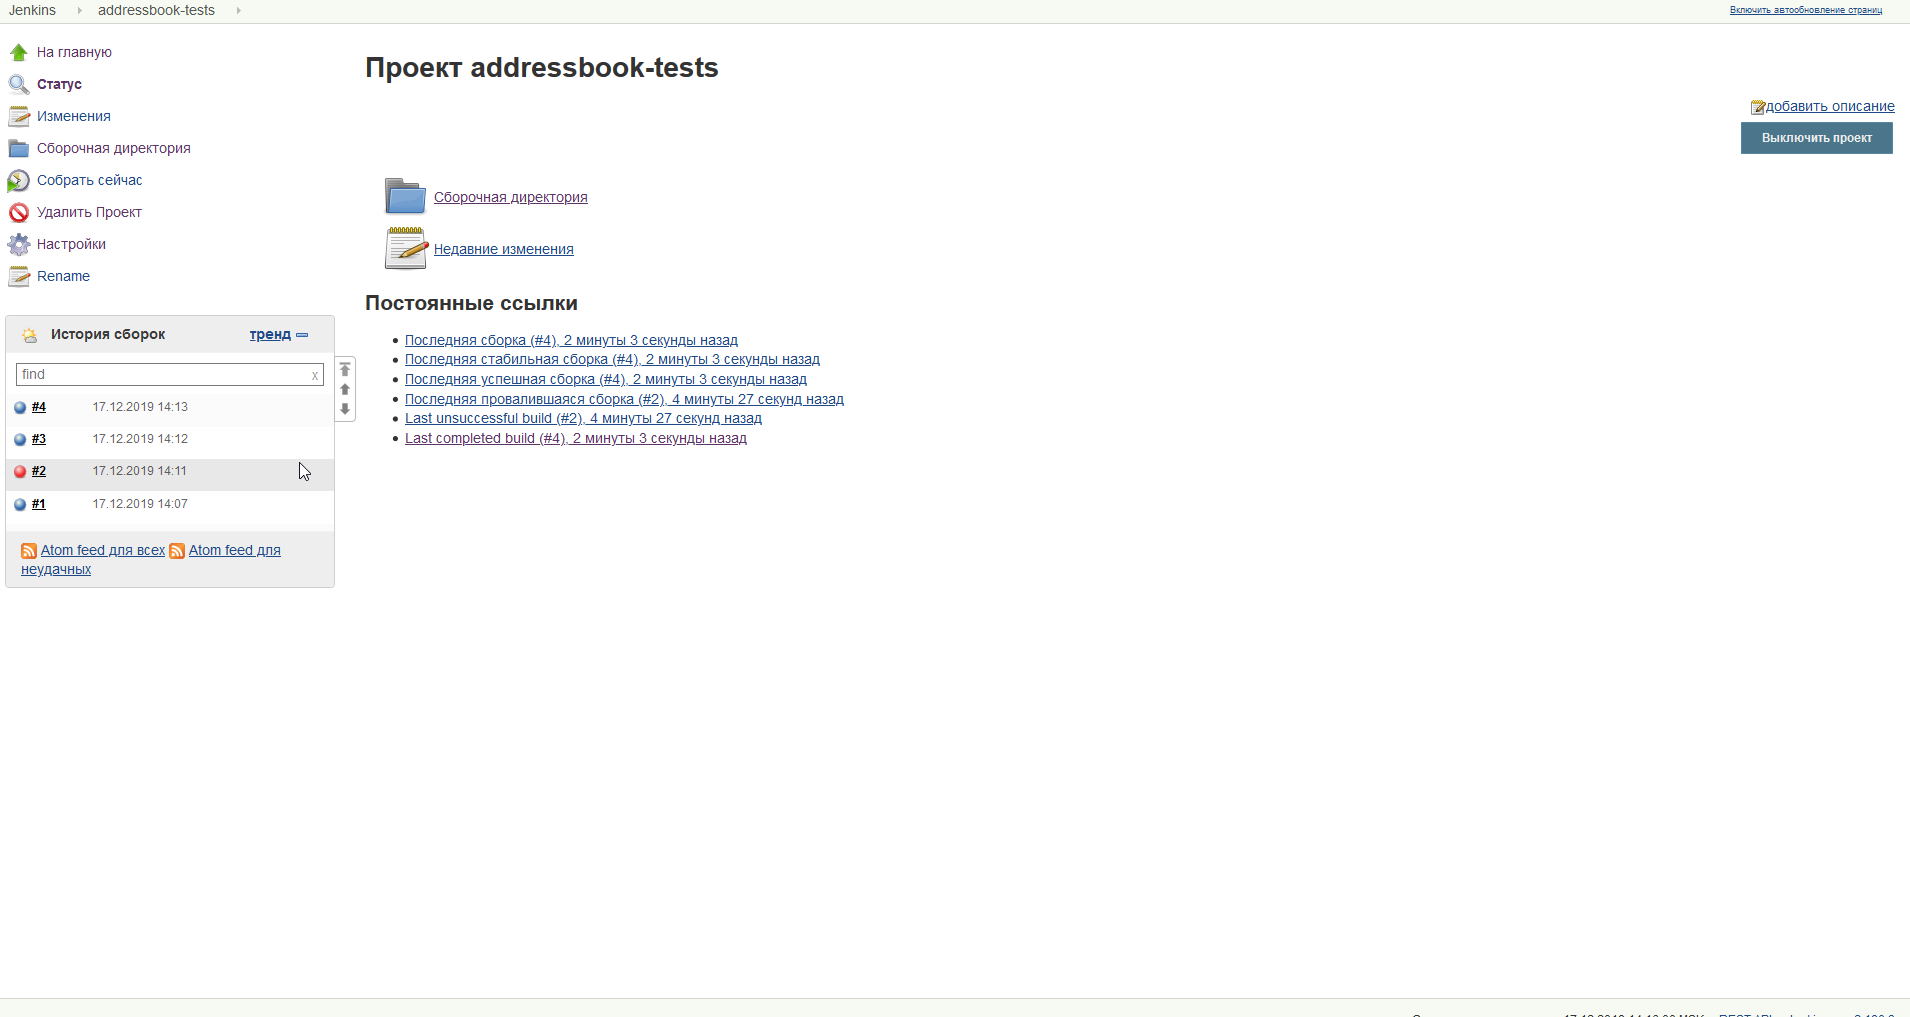 Jenkins addressbook-tests
Включить автообновление страниц
На главную
Статус
Изменения
Сборочная директория
Собрать сейчас
Удалить Проект
Настройки
Rename
История сборок тренд
find x
#4 17.12.2019 14:13
#3 17.12.2019 14:12
#2 17.12.2019 14:11
#1 17.12.2019 14:07
Atom feed для всех Atom feed для
неудачных
Проект addressbook-tests
добавить описание
Выключить проект
Сборочная директория
Недавние изменения
Постоянные ссылки
Последняя сборка (#4), 2 минуты 3 секунды назад
Последняя стабильная сборка (#4), 2 минуты 3 секунды назад
Последняя успешная сборка (#4), 2 минуты 3 секунды назад
Последняя провалившаяся сборка (#2), 4 минуты 27 секунд назад
Last unsuccessful build (#2), 4 минуты 27 секунд назад
Last completed build (#4), 2 минуты 3 секунды назад